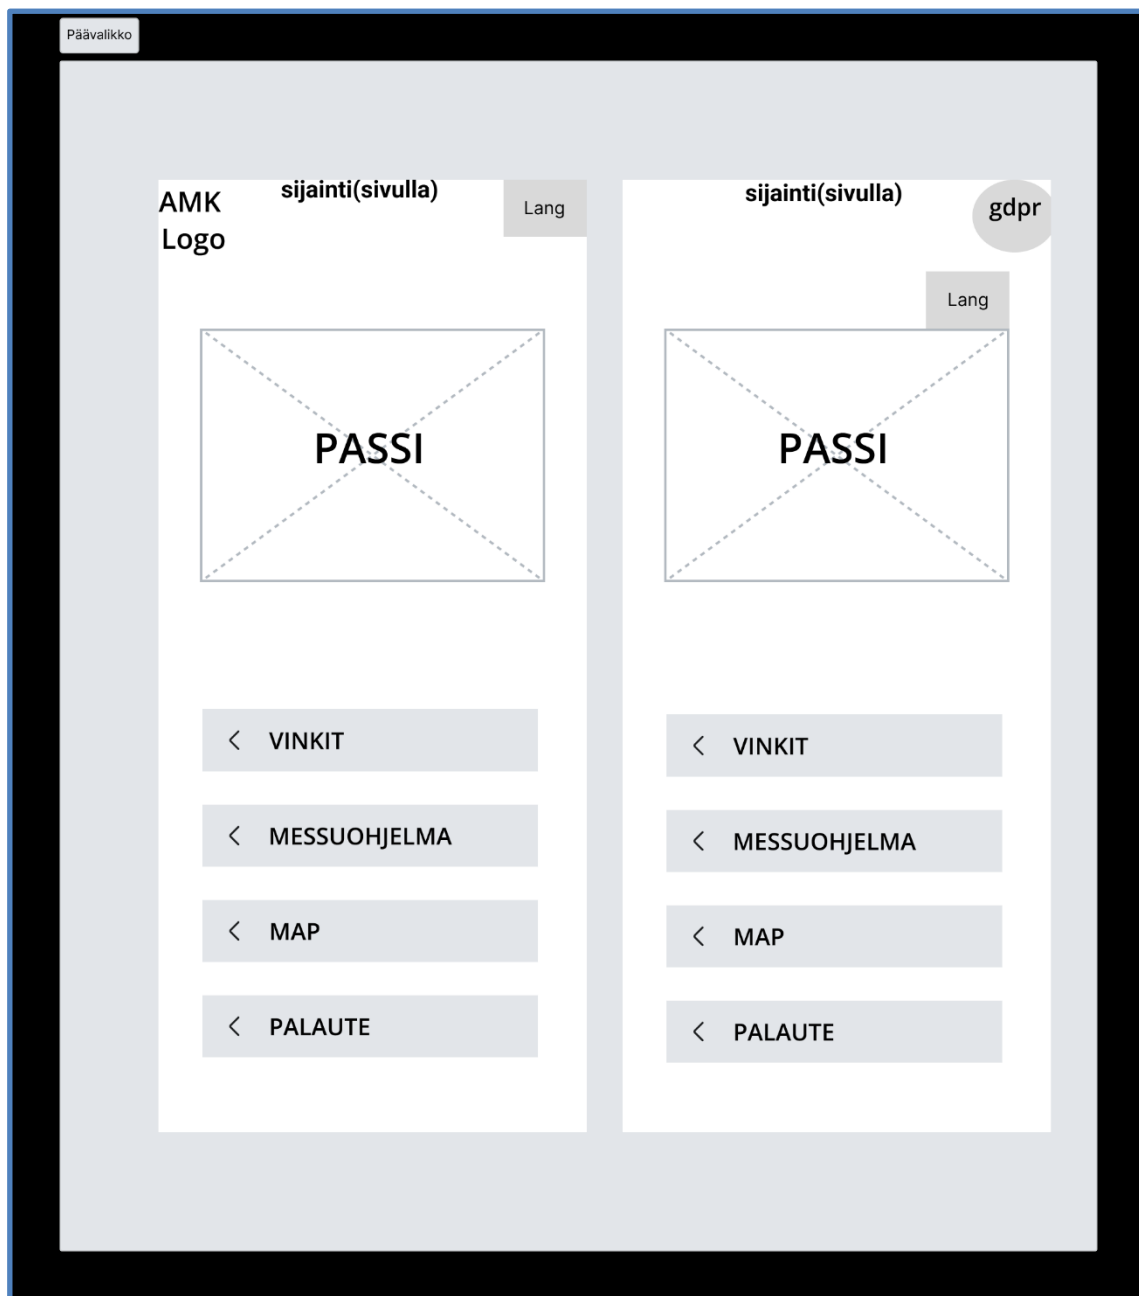 Päävalikko
AMK
Logo
sijainti(sivulla)
Lang
PASSI
VINKIT
MESSUOHJELMA
MAP
PALAUTE
sijainti(sivulla)
gdpr
Lang
PASSI
VINKIT
MESSUOHJELMA
MAP
PALAUTE